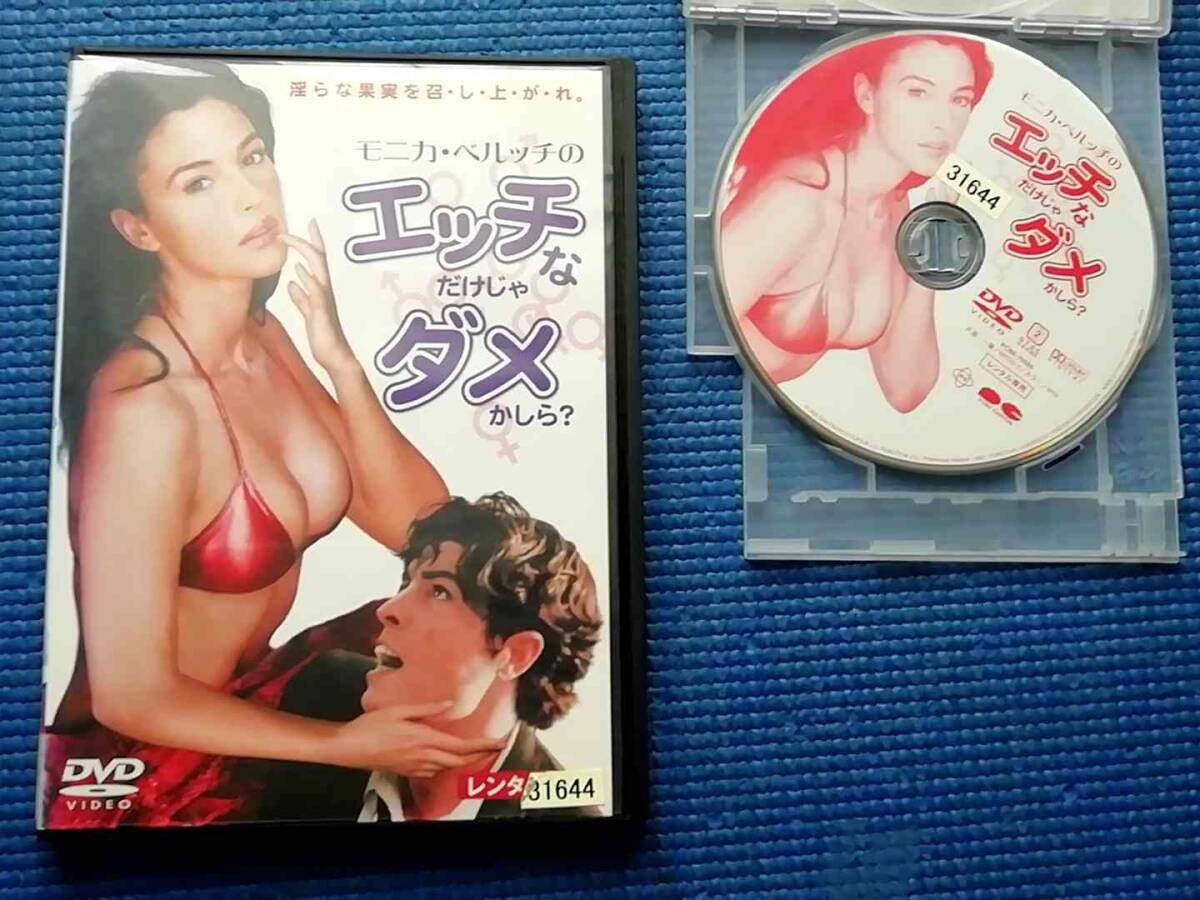 淫らな果実を召・し・上・が・れ。
モニカ・ベルッチの
エッチな
だけじゃ
ダメ
かしら?
DVD
VIDEO
レンタ
31644
モニカ・ベルッチの
エッチな
だけじゃ
ダメ
かしら?
31644
DVD
VIDEO
2
レンタル専用